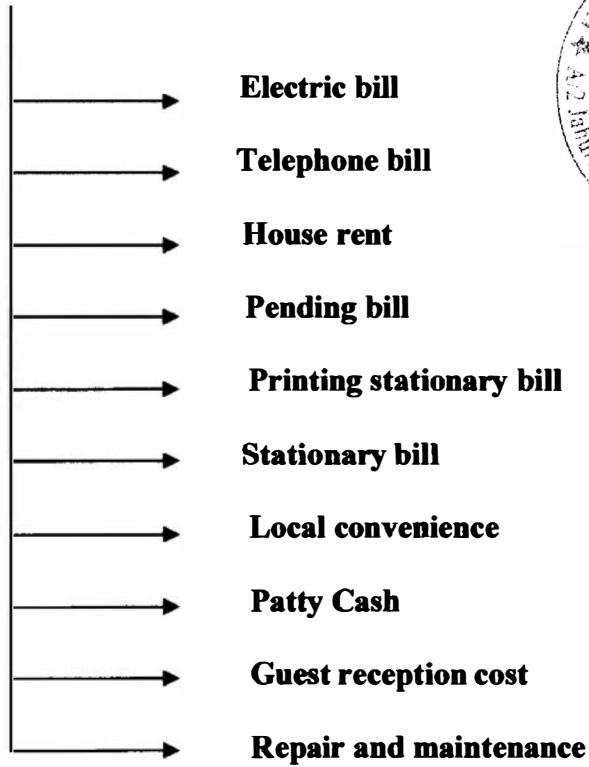 Electric bill
Telephone bill
House rent
Pending bill
Printing stationary bill
Stationary bill
Local convenience
Patty Cash
Guest reception cost
Repair and maintenance
A/2